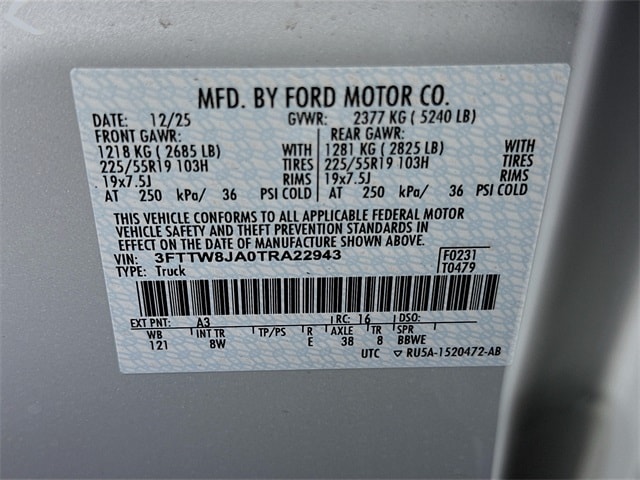 MFD. BY FORD MOTOR CO.
DATE: 12/25 GVWR: 2377 KG ( 5240 LB)
FRONT GAWR: REAR GAWR:
1218 KG ( 2685 LB) WITH 1281 KG ( 2825 LB) WITH
225/55R19 103H TIRES 225/55R19 103H TIRES
19x7.5J RIMS 19x7.5J RIMS
AT 250 kPa/ 36 PSI COLD AT 250 kPa/ 36 PSI COLD
THIS VEHICLE CONFORMS TO ALL APPLICABLE FEDERAL MOTOR
VEHICLE SAFETY AND THEFT PREVENTION STANDARDS IN
EFFECT ON THE DATE OF MANUFACTURE SHOWN ABOVE.
VIN: 3FTTW8JA0TRA22943 F0231
TYPE: Truck T0479
EXT PNT: A3 RC: 16 DSO:
WB INT TR TP/PS R AXLE TR SPR
121 8W E 38 8 BBWE
UTC ▽ RU5A-1520472-AB